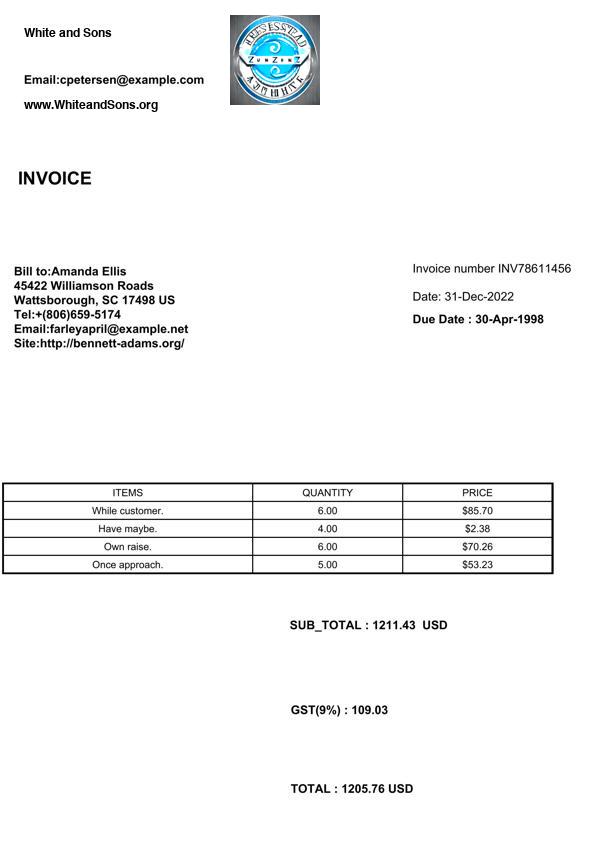 White and Sons
Email:cpetersen@example.com
www.WhiteandSons.org
INVOICE
Bill to:Amanda Ellis
45422 Williamson Roads
Wattsborough, SC 17498 US
Tel:+(806)659-5174
Email:farleyapril@example.net
Site:http://bennett-adams.org/
Invoice number INV78611456
Date: 31-Dec-2022
Due Date : 30-Apr-1998
ITEMS QUANTITY PRICE
While customer. 6.00 $85.70
Have maybe. 4.00 $2.38
Own raise. 6.00 $70.26
Once approach. 5.00 $53.23
SUB_TOTAL : 1211.43 USD
GST(9%) : 109.03
TOTAL : 1205.76 USD